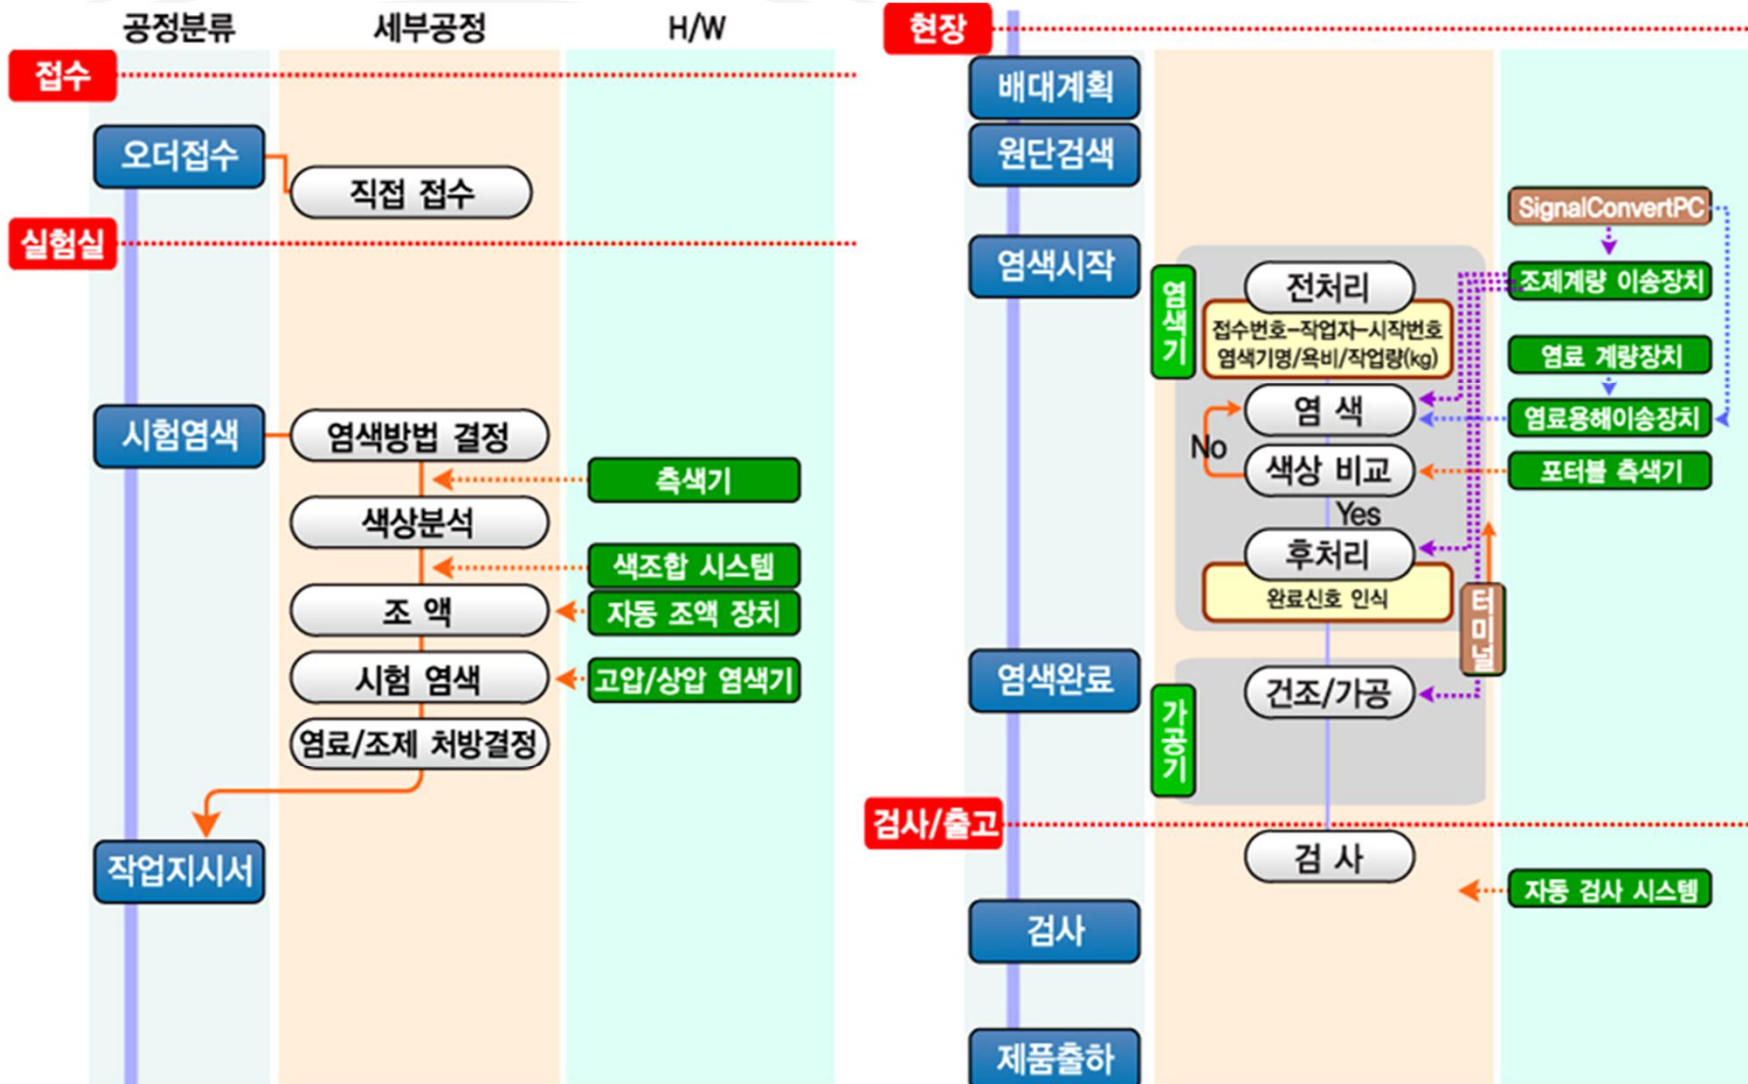 공정분류
세부공정
H/W
접수
오더접수
직접 접수
실험실
시험염색
염색방법 결정
측색기
색상분석
색조합 시스템
조 액
자동 조액 장치
시험 염색
고압/상압 염색기
염료/조제 처방결정
작업지시서
현장
배대계획
원단검색
염색시작
염색기
전처리
접수번호-작업자-시작번호
염색기명/욕비/작업량(kg)
SignalConvertPC
조제계량 이송장치
염료 계량장치
염 색
염료용해이송장치
No
색상 비교
포터블 측색기
Yes
후처리
완료신호 인식
터미널
염색완료
가공기
건조/가공
검사/출고
검 사
자동 검사 시스템
검사
제품출하